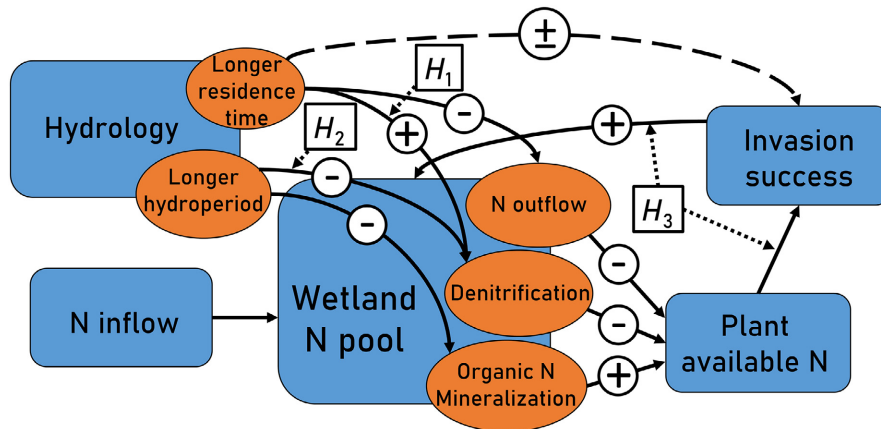 ±
Longer
residence
time
H1
H2
Hydrology
+
-
+
Invasion
success
Longer
hydroperiod
-
-
N outflow
H3
-
Denitrification
-
N inflow
Wetland
N pool
Plant
available N
Organic N
Mineralization
+